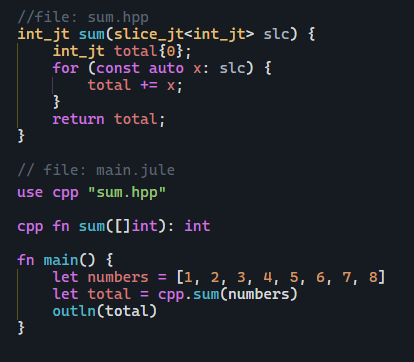 //file: sum.hpp
int_jt sum(slice_jt<int_jt> slc) {
    int_jt total{0};
    for (const auto x: slc) {
        total += x;
    }
    return total;
}

// file: main.jule
use cpp "sum.hpp"

cpp fn sum([]int): int

fn main() {
    let numbers = [1, 2, 3, 4, 5, 6, 7, 8]
    let total = cpp.sum(numbers)
    outln(total)
}